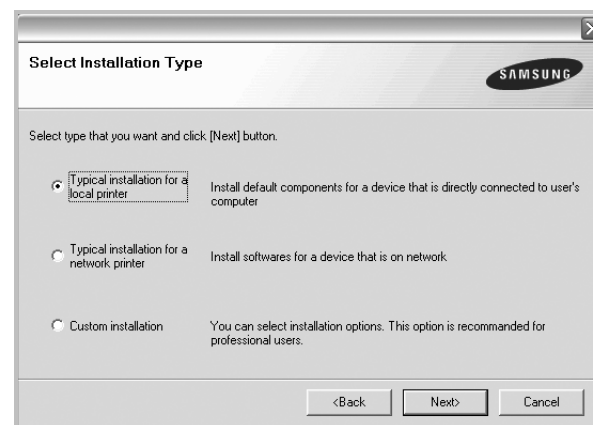 Select Installation Type
SAMSUNG
Select type that you want and click [Next] button.
Typical installation for a
local printer
Install default components for a device that is directly connected to user's
computer
Typical installation for a
network printer
Install softwares for a device that is on network
Custom installation
You can select installation options. This option is recommanded for
professional users.
<Back
Next>
Cancel